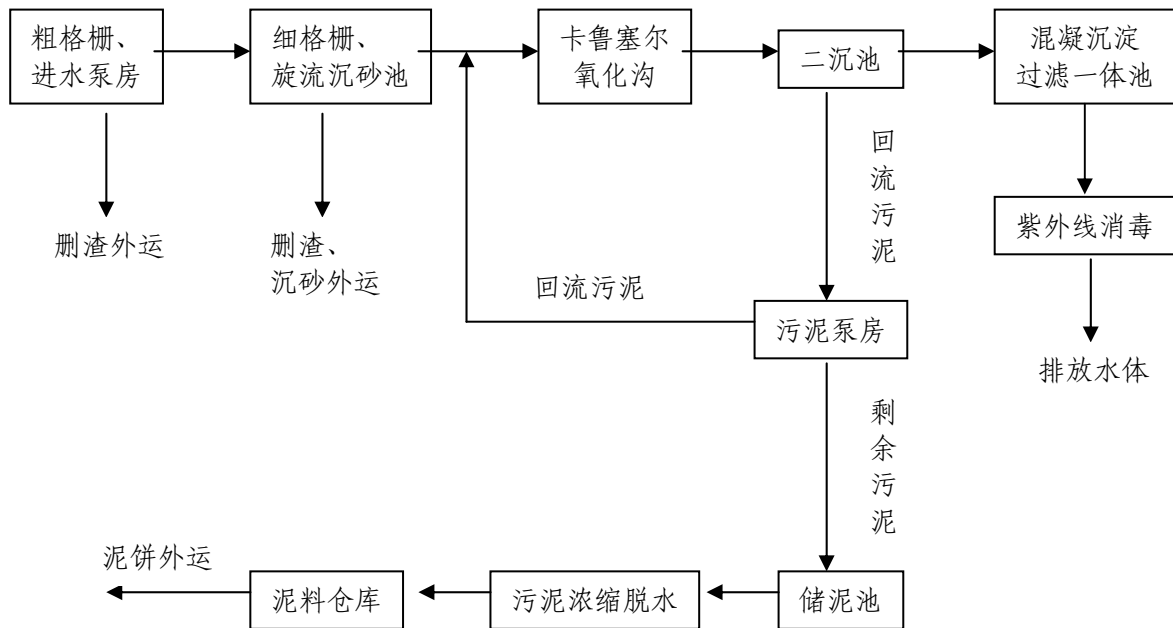 粗格栅、
进水泵房
细格栅、
旋流沉砂池
卡鲁塞尔
氧化沟
二沉池
混凝沉淀
过滤一体池
删渣外运
删渣、
沉砂外运
回流污泥
回流污泥
紫外线消毒
污泥泵房
排放水体
剩余污泥
泥饼外运
泥料仓库
污泥浓缩脱水
储泥池